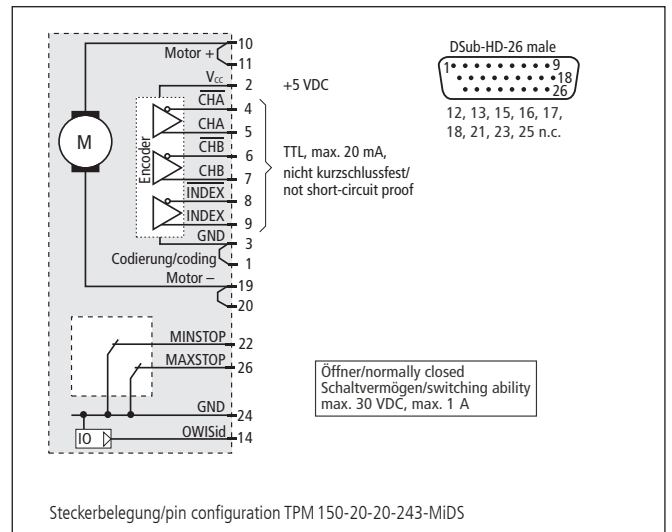 Motor +
10
11
Vcc
2
+5 VDC
CHA
4
CHA
5
CHB
6
CHB
7
INDEX
8
INDEX
9
GND
3
Codierung/coding
1
Motor –
19
20
M
Encoder
TTL, max. 20 mA,
nicht kurzschlussfest/
not short-circuit proof
DSub-HD-26 male
1
9
18
26
12, 13, 15, 16, 17,
18, 21, 23, 25 n.c.
MINSTOP
22
MAXSTOP
26
GND
24
IO
OWISid
14
Öffner/normally closed
Schaltvermögen/switching ability
max. 30 VDC, max. 1 A
Steckerbelegung/pin configuration TPM 150-20-20-243-MiDS